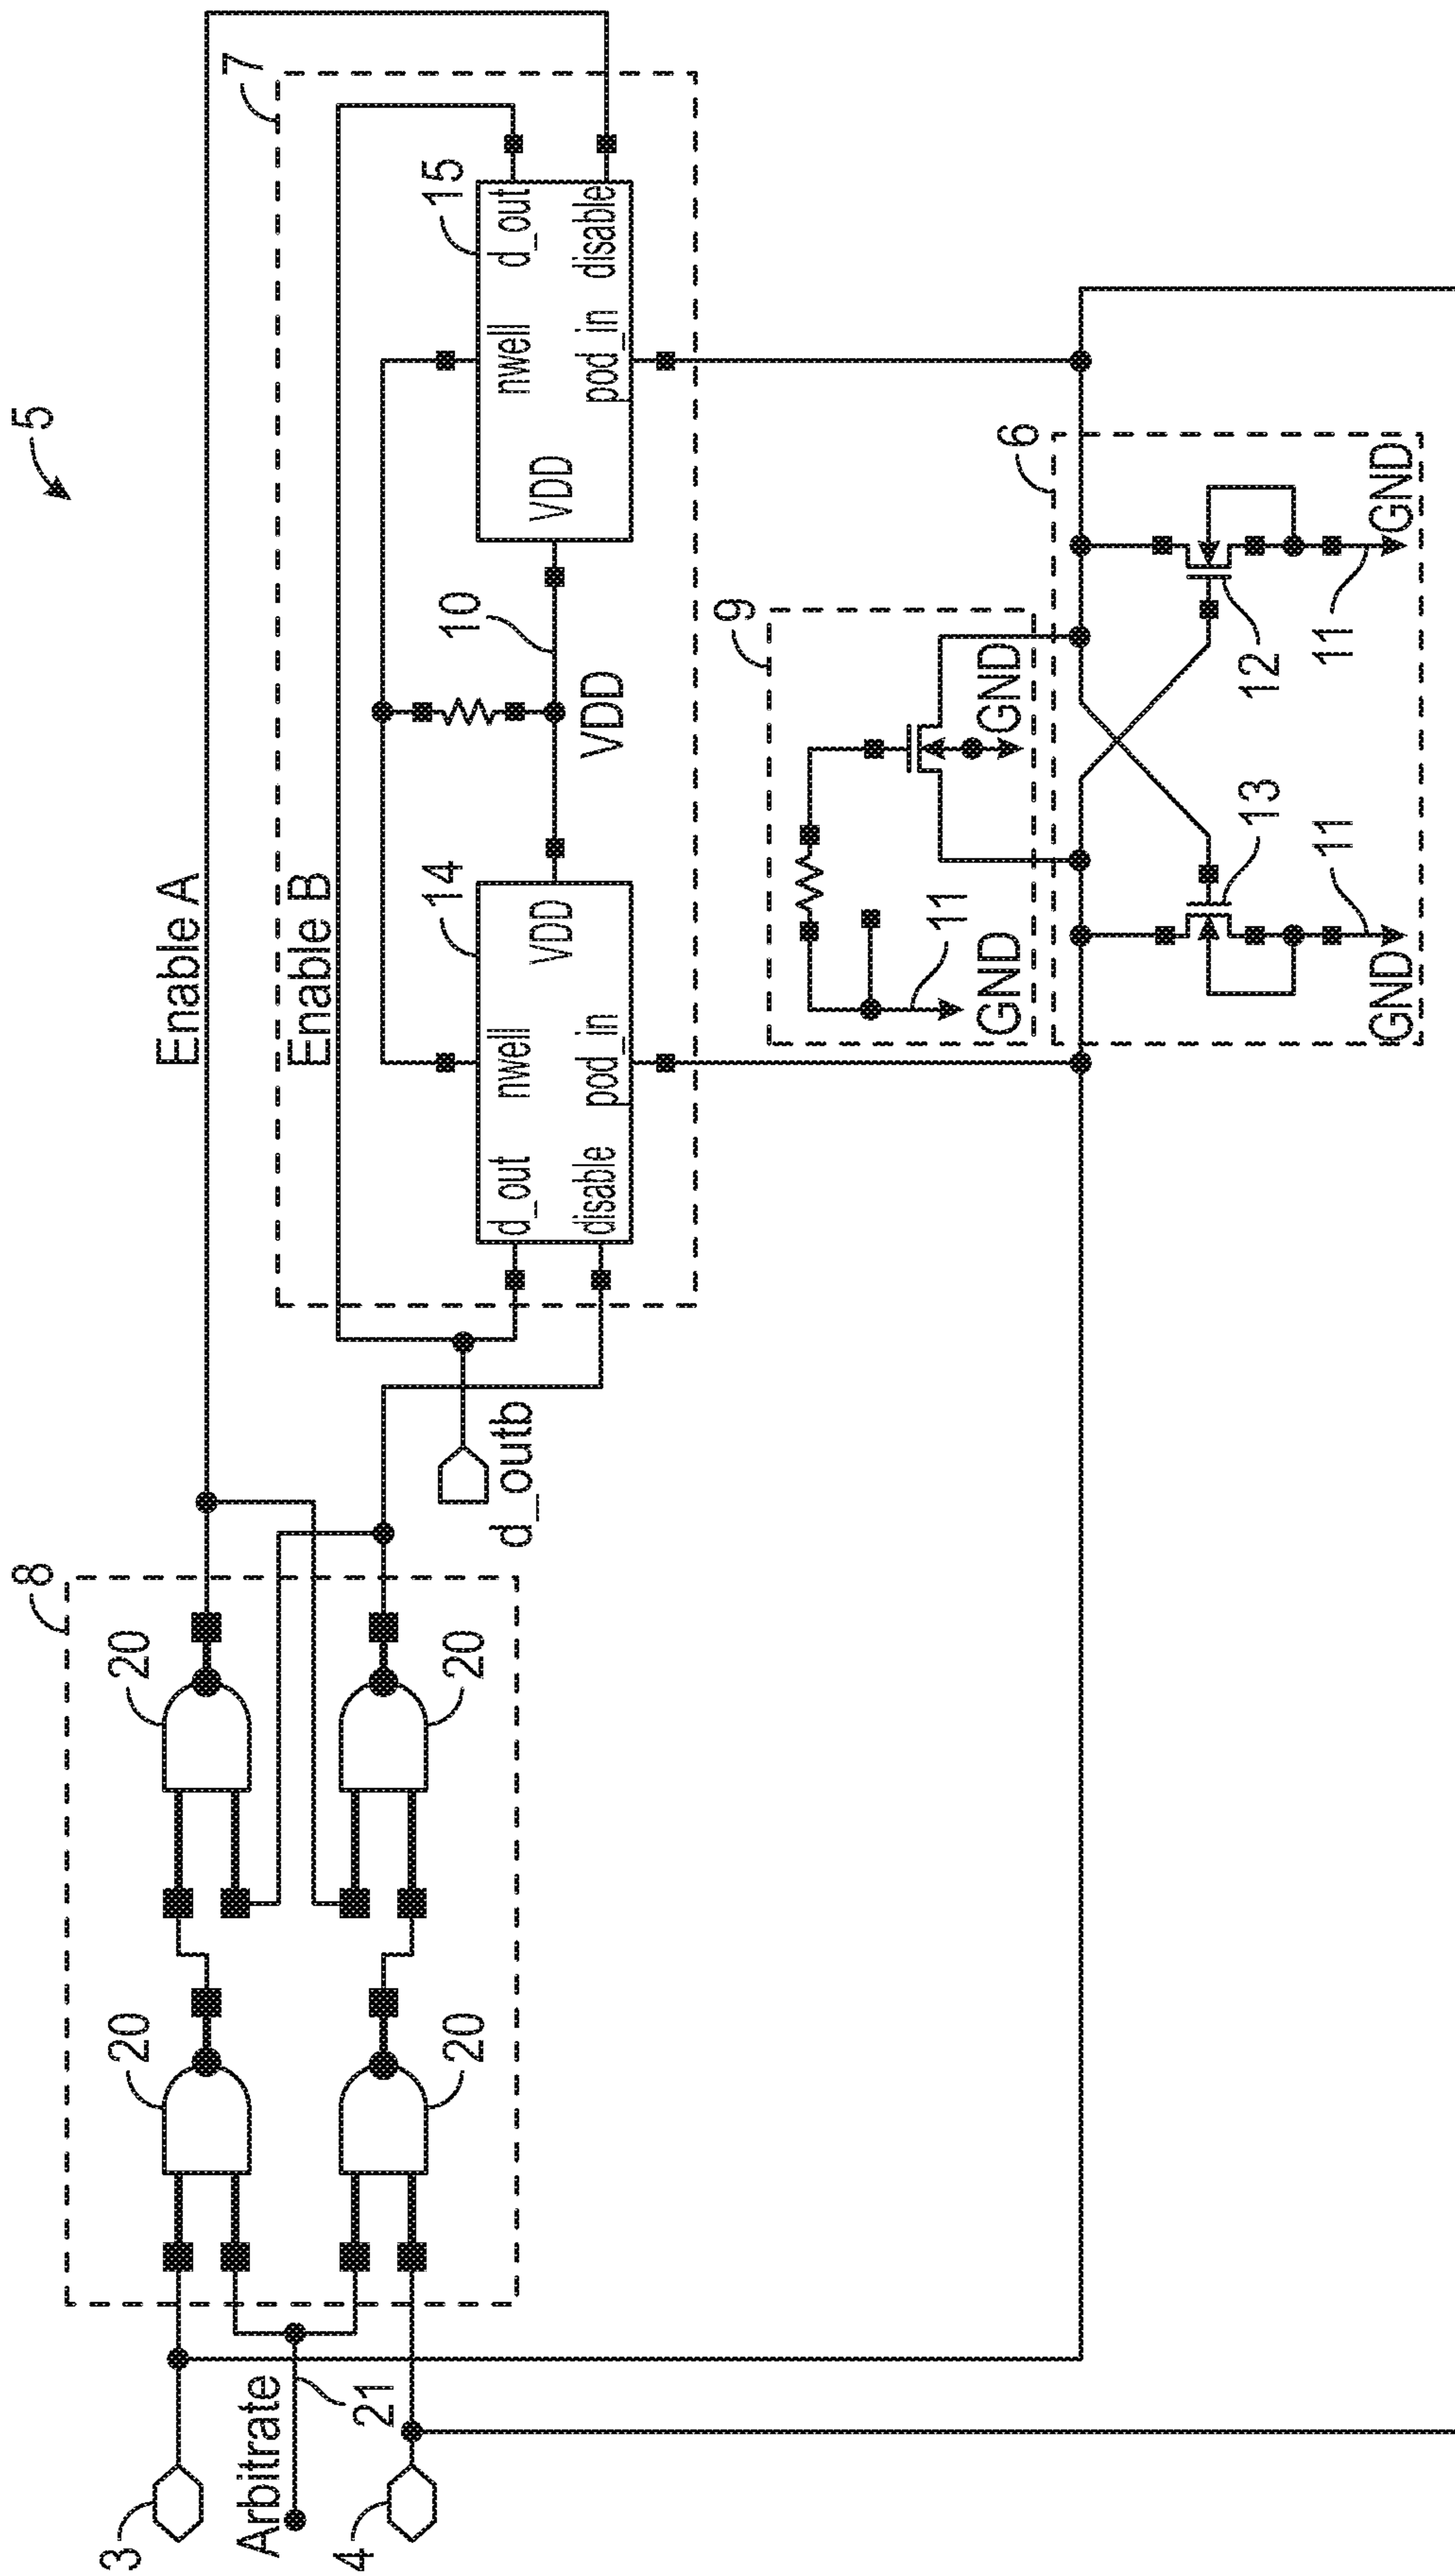 5
7
Enable A
Enable B
8
20
20
20
20
3
Arbitrate
21
4
d_outb
14
d_out
nwell
VDD
disable
pod_in
10
VDD
15
nwell
d_out
VDD
pod_in
disable
9
11
GND
GND
6
13
11
GND
12
11
GND